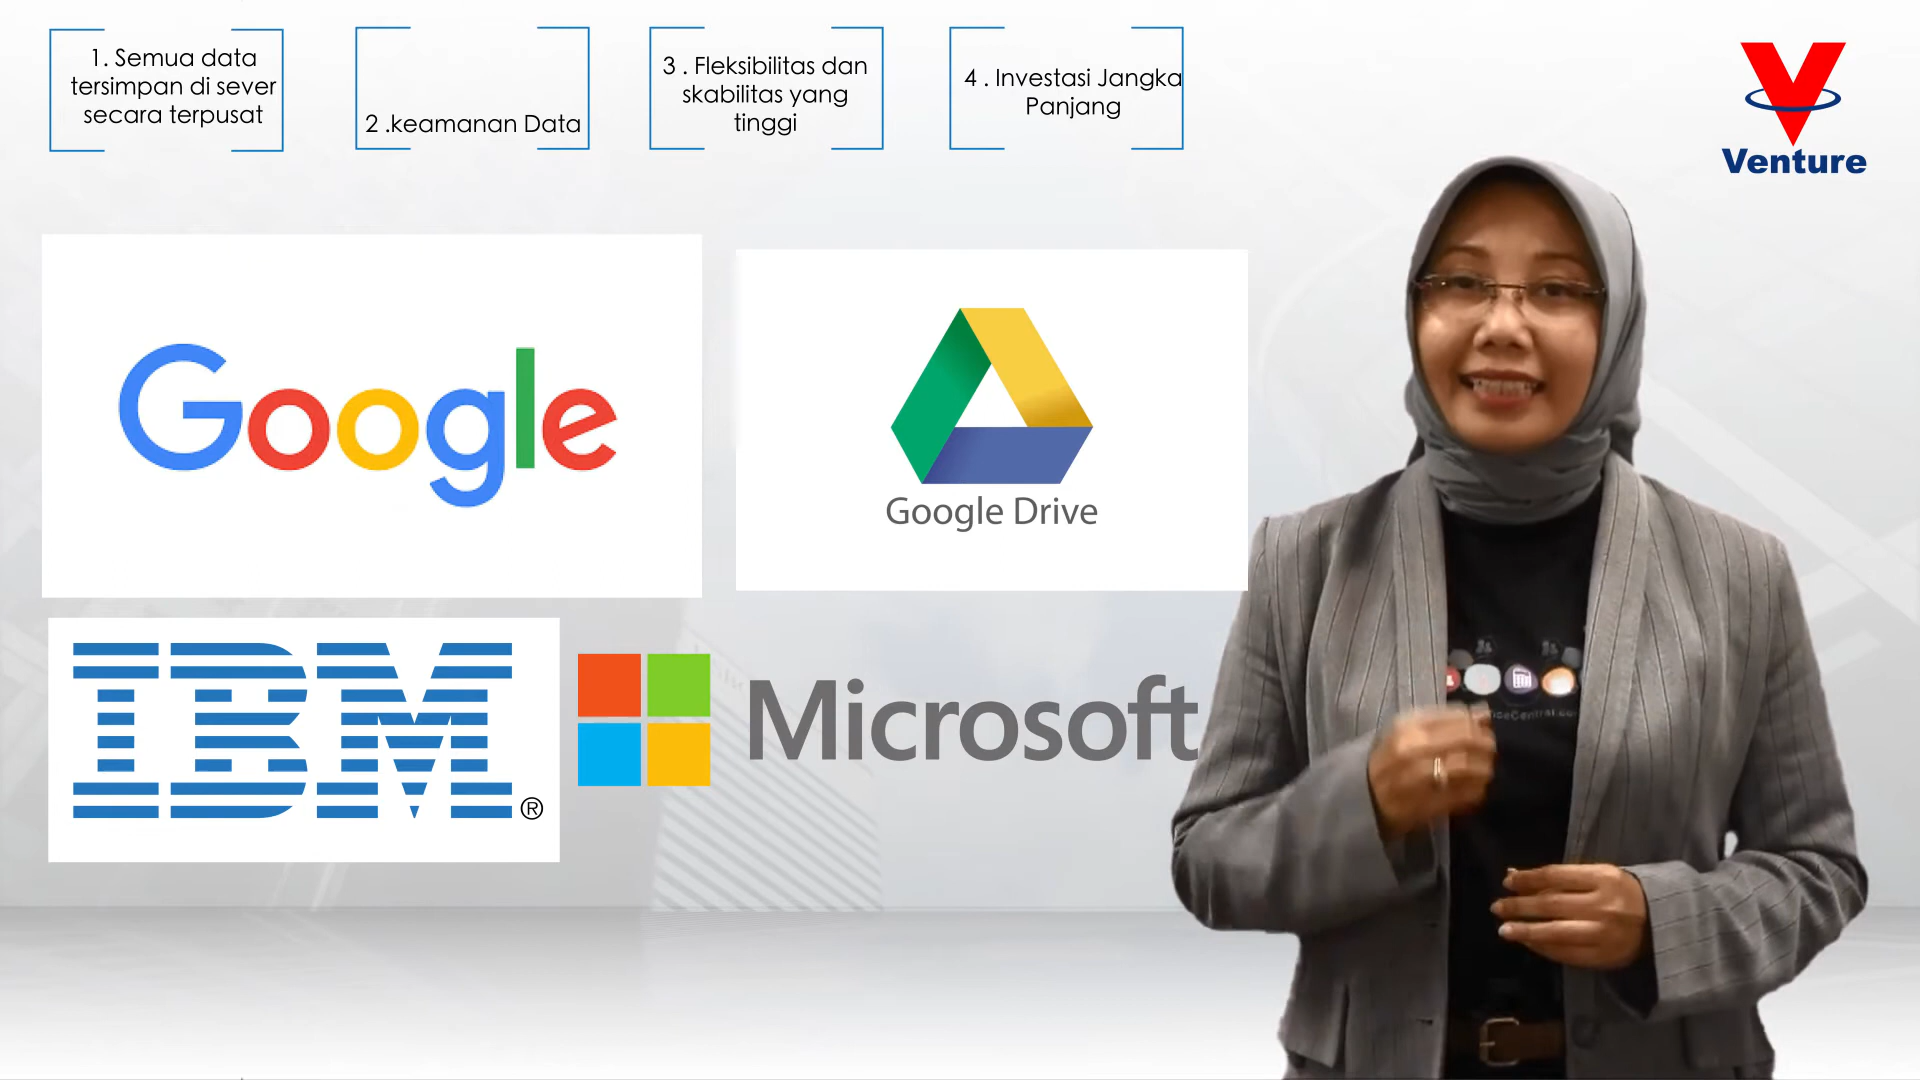 1. Semua data
tersimpan di sever
secara terpusat
2 .keamanan Data
3 . Fleksibilitas dan
skabilitas yang
tinggi
4 . Investasi Jangka
Panjang
Venture
Google
Google Drive
IBM®
Microsoft